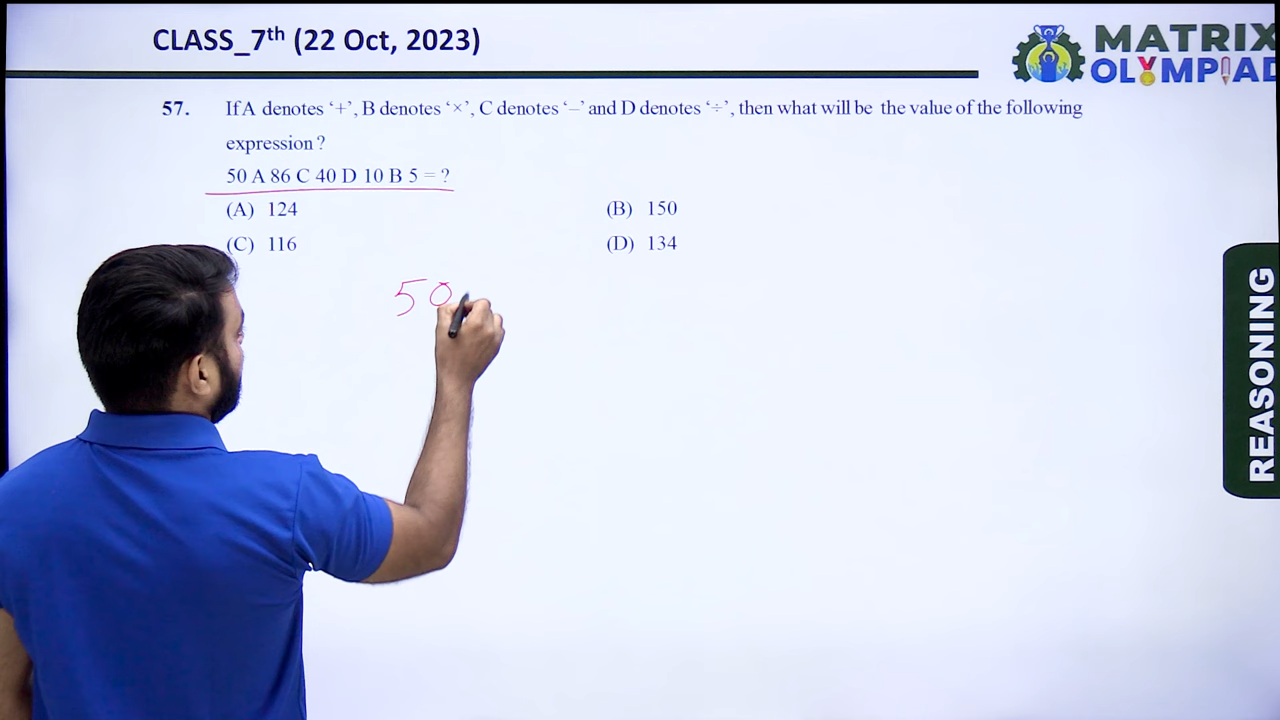 CLASS_7th (22 Oct, 2023)
MATRIX
OLYMPIAD
57. If A denotes ‘+’, B denotes ‘×’, C denotes ‘–’ and D denotes ‘÷’, then what will be the value of the following
expression ?
50 A 86 C 40 D 10 B 5 = ?
(A) 124 (B) 150
(C) 116 (D) 134
50
REASONING